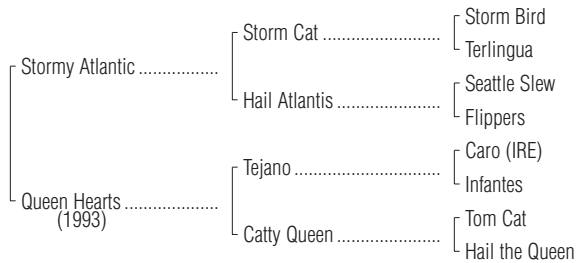 Storm Bird
Storm Cat ........................
Terlingua
Stormy Atlantic ................
Seattle Slew
Hail Atlantis .....................
Flippers
Caro (IRE)
Tejano .............................
Infantes
Queen Hearts ...................
(1993)
Tom Cat
Catty Queen .....................
Hail the Queen